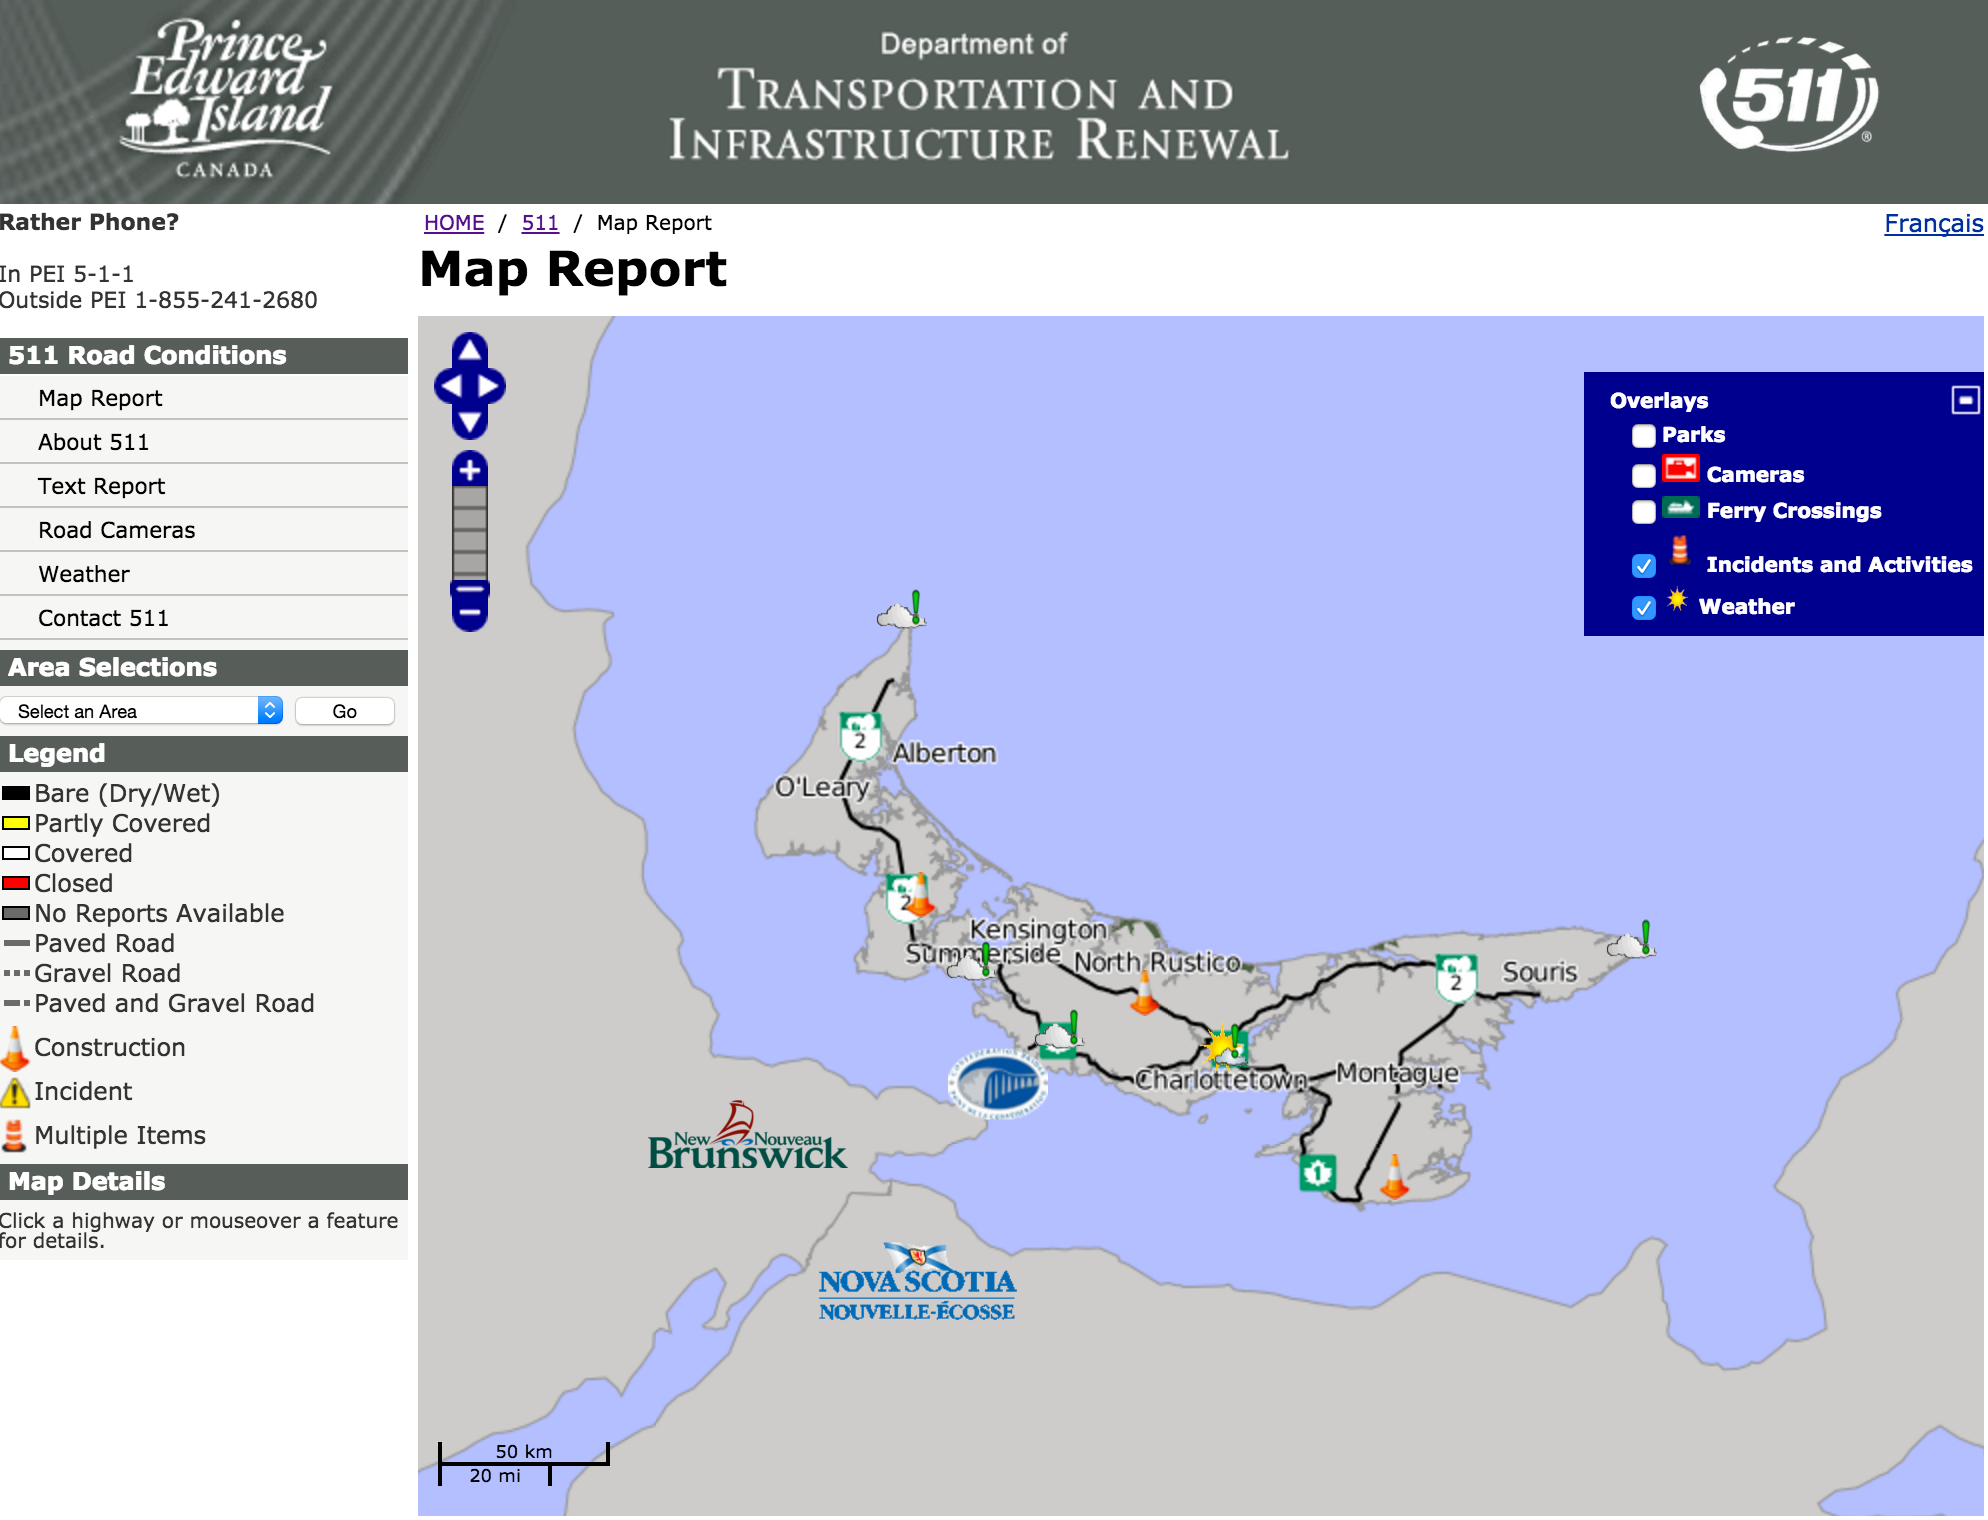 Prince
Edward
Island
CANADA
Department of
TRANSPORTATION AND
INFRASTRUCTURE RENEWAL
511
®
Rather Phone?
In PEI 5-1-1
Outside PEI 1-855-241-2680
511 Road Conditions
Map Report
About 511
Text Report
Road Cameras
Weather
Contact 511
Area Selections
Select an Area
Go
Legend
Bare (Dry/Wet)
Partly Covered
Covered
Closed
No Reports Available
Paved Road
Gravel Road
Paved and Gravel Road
Construction
Incident
Multiple Items
Map Details
Click a highway or mouseover a feature
for details.
HOME / 511 / Map Report
Français
Map Report
Overlays
Parks
Cameras
Ferry Crossings
Incidents and Activities
Weather
2
Alberton
O'Leary
2
Kensington
Summerside
North Rustico
2
Souris
Charlottetown
Montague
1
New Nouveau
Brunswick
NOVA SCOTIA
NOUVELLE-ÉCOSSE
50 km
20 mi